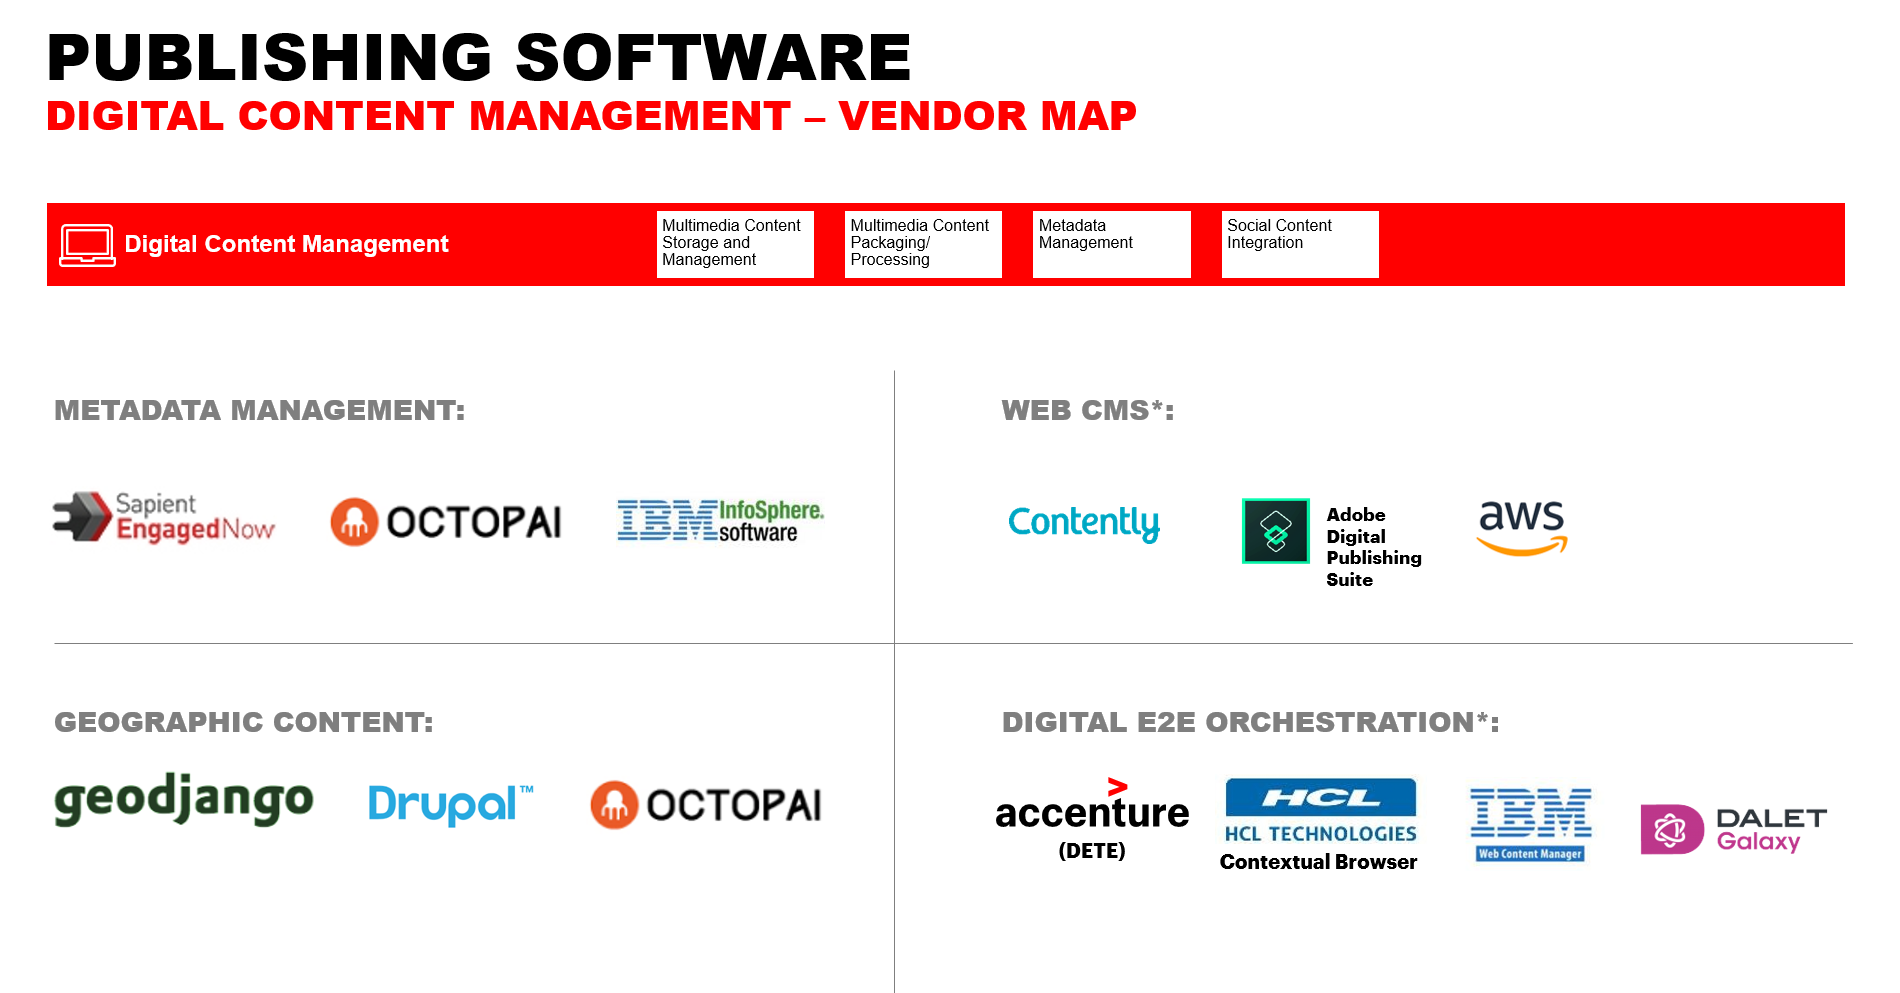 PUBLISHING SOFTWARE
DIGITAL CONTENT MANAGEMENT – VENDOR MAP
Digital Content Management
Multimedia Content
Storage and
Management
Multimedia Content
Packaging/
Processing
Metadata
Management
Social Content
Integration
METADATA MANAGEMENT:
Sapient
EngagedNow
OCTOPAI
IBM InfoSphere.
software
WEB CMS*:
Contently
Adobe
Digital
Publishing
Suite
aws
GEOGRAPHIC CONTENT:
geodjango
Drupal™
OCTOPAI
DIGITAL E2E ORCHESTRATION*:
accenture
(DETE)
HCL
HCL TECHNOLOGIES
Contextual Browser
IBM
Web Content Manager
DALET
Galaxy